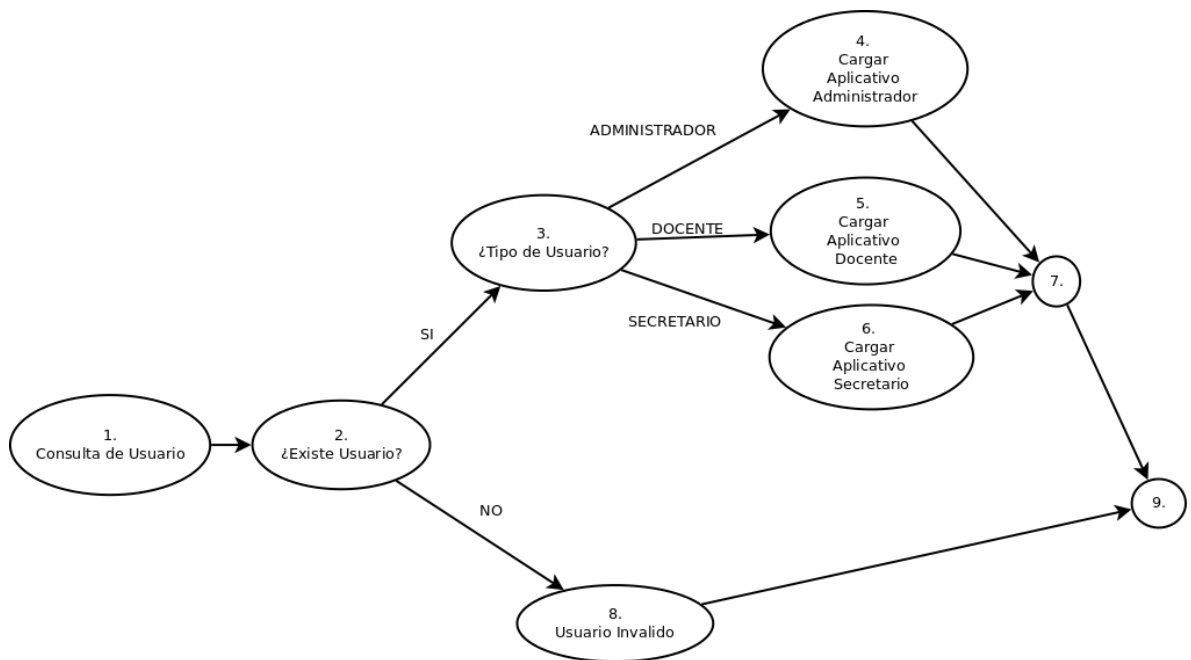 4.
Cargar
Aplicativo
Administrador
ADMINISTRADOR
5.
Cargar
Aplicativo
Docente
DOCENTE
3.
¿Tipo de Usuario?
7.
SECRETARIO
6.
Cargar
Aplicativo
Secretario
SI
1.
Consulta de Usuario
2.
¿Existe Usuario?
NO
9.
8.
Usuario Invalido